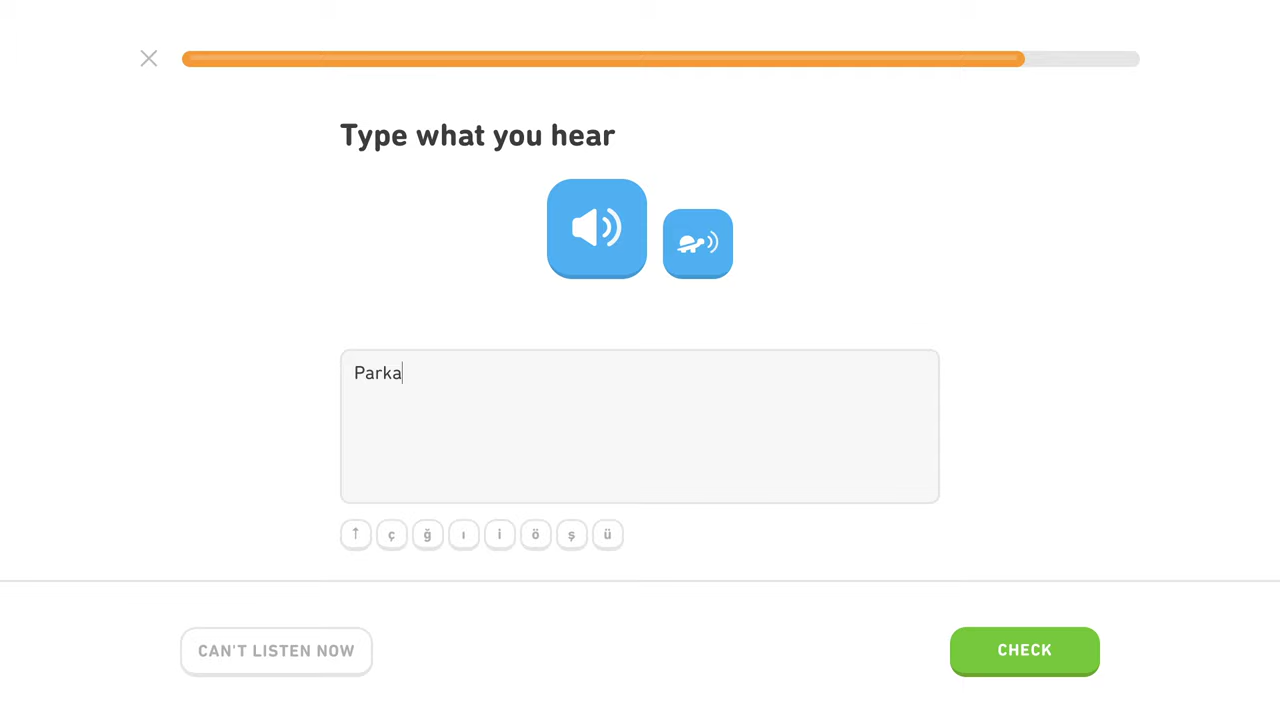 Type what you hear
Parka
↑ ç ğ ı i ö ş ü
CAN'T LISTEN NOW
CHECK